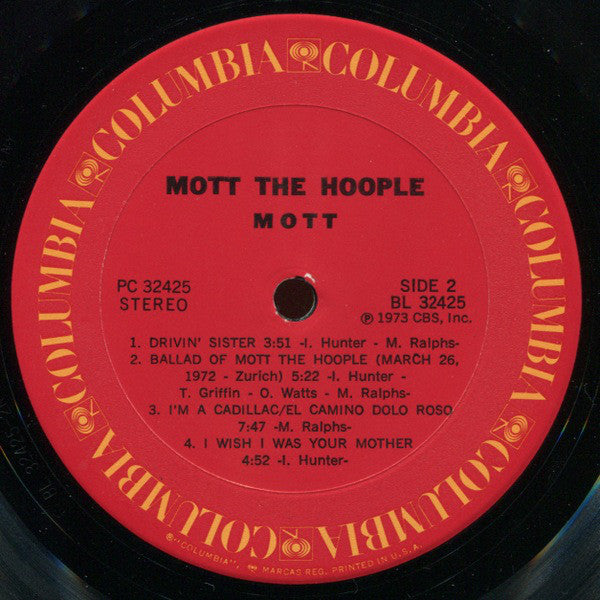 COLUMBIA COLUMBIA COLUMBIA COLUMBIA COLUMBIA COLUMBIA
MOTT THE HOOPLE
MOTT
PC 32425
STEREO
SIDE 2
BL 32425
℗ 1973 CBS, Inc.
1. DRIVIN' SISTER 3:51 -I. Hunter - M. Ralphs-
2. BALLAD OF MOTT THE HOOPLE (MARCH 26,
1972 - Zurich) 5:22 -I. Hunter -
T. Griffin - O. Watts - M. Ralphs-
3. I'M A CADILLAC/EL CAMINO DOLO ROSO
7:47 -M. Ralphs-
4. I WISH I WAS YOUR MOTHER
4:52 -I. Hunter-
®"COLUMBIA", MARCAS REG. PRINTED IN U.S.A.